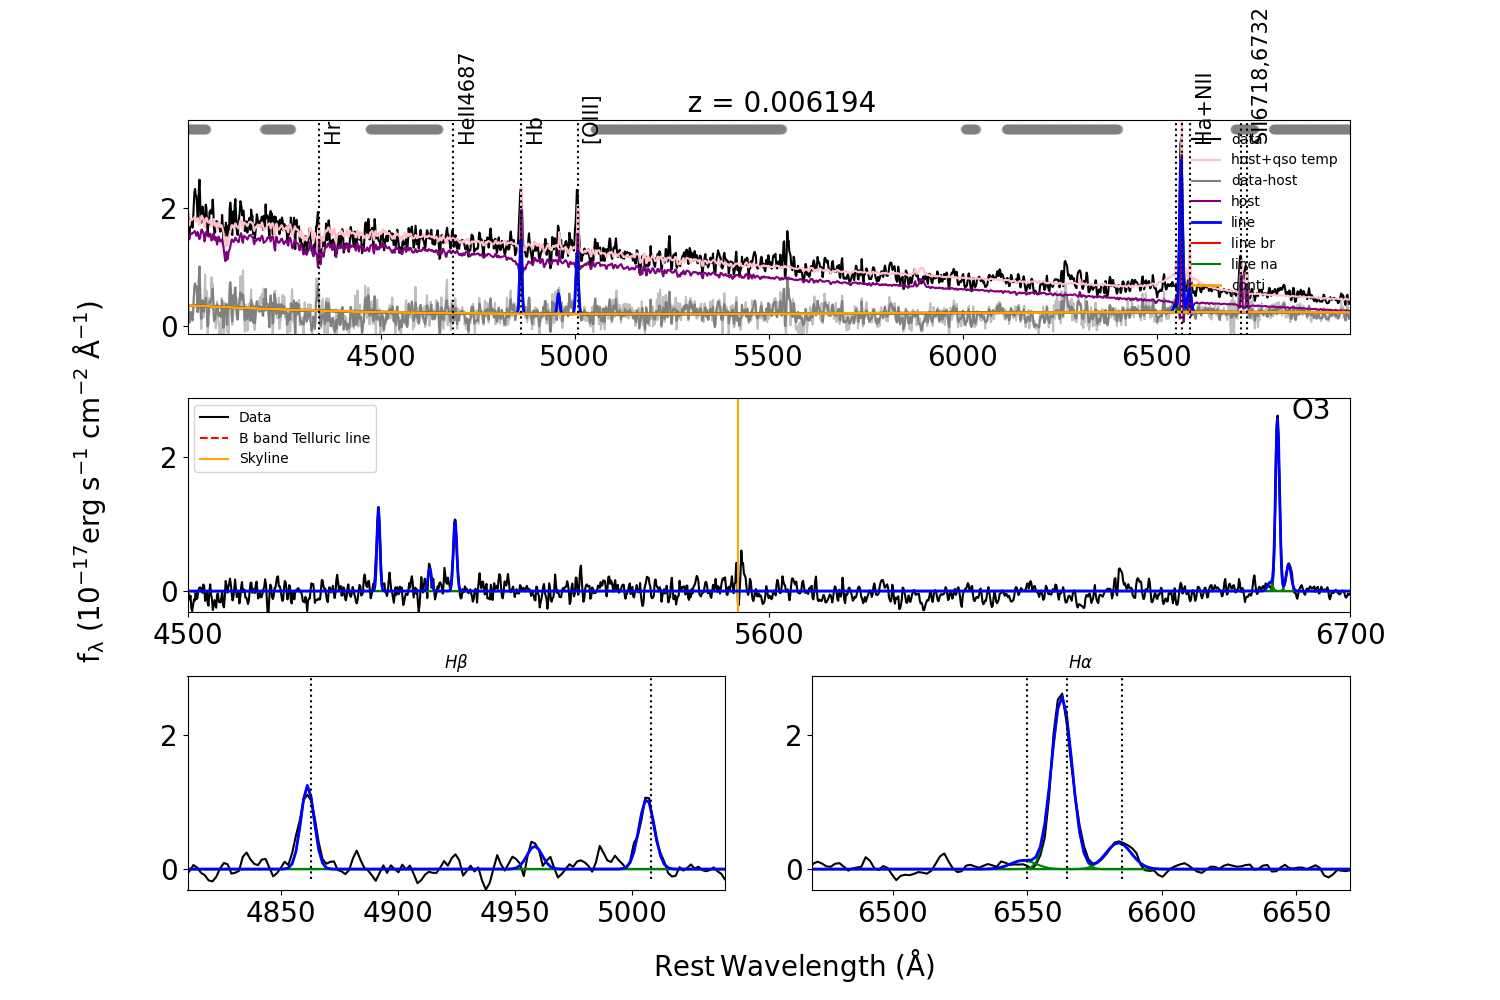 z = 0.006194
Hr
HeII4687
Hb
[OIII]
Ha+NII
SII6718,6732
data
host+qso temp
data-host
host
line
line br
line na
conti
2
0
4500 5000 5500 6000 6500
Data
B band Telluric line
Skyline
O3
2
0
4500 5600 6700
fλ (10⁻¹⁷erg s⁻¹ cm⁻² Å⁻¹)
Hβ
2
0
4850 4900 4950 5000
Hα
2
0
6500 6550 6600 6650
Rest Wavelength (Å)